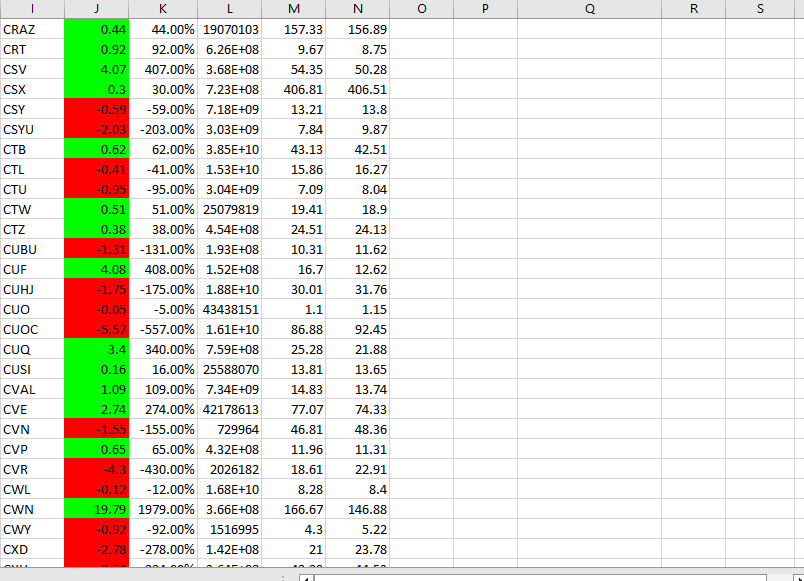 I J K L M N O P Q R S
CRAZ 0.44 44.00% 19070103 157.33 156.89
CRT 0.92 92.00% 6.26E+08 9.67 8.75
CSV 4.07 407.00% 3.68E+08 54.35 50.28
CSX 0.3 30.00% 7.23E+08 406.81 406.51
CSY -0.59 -59.00% 7.18E+09 13.21 13.8
CSYU -2.03 -203.00% 3.03E+09 7.84 9.87
CTB 0.62 62.00% 3.85E+10 43.13 42.51
CTL -0.41 -41.00% 1.53E+10 15.86 16.27
CTU -0.95 -95.00% 3.04E+09 7.09 8.04
CTW 0.51 51.00% 25079819 19.41 18.9
CTZ 0.38 38.00% 4.54E+08 24.51 24.13
CUBU -1.31 -131.00% 1.93E+08 10.31 11.62
CUF 4.08 408.00% 1.52E+08 16.7 12.62
CUHJ -1.75 -175.00% 1.88E+10 30.01 31.76
CUO -0.05 -5.00% 43438151 1.1 1.15
CUOC -5.57 -557.00% 1.61E+10 86.88 92.45
CUQ 3.4 340.00% 7.59E+08 25.28 21.88
CUSI 0.16 16.00% 25588070 13.81 13.65
CVAL 1.09 109.00% 7.34E+09 14.83 13.74
CVE 2.74 274.00% 42178613 77.07 74.33
CVN -1.55 -155.00% 729964 46.81 48.36
CVP 0.65 65.00% 4.32E+08 11.96 11.31
CVR -4.3 -430.00% 2026182 18.61 22.91
CWL -0.12 -12.00% 1.68E+10 8.28 8.4
CWN 19.79 1979.00% 3.66E+08 166.67 146.88
CWY -0.92 -92.00% 1516995 4.3 5.22
CXD -2.78 -278.00% 1.42E+08 21 23.78